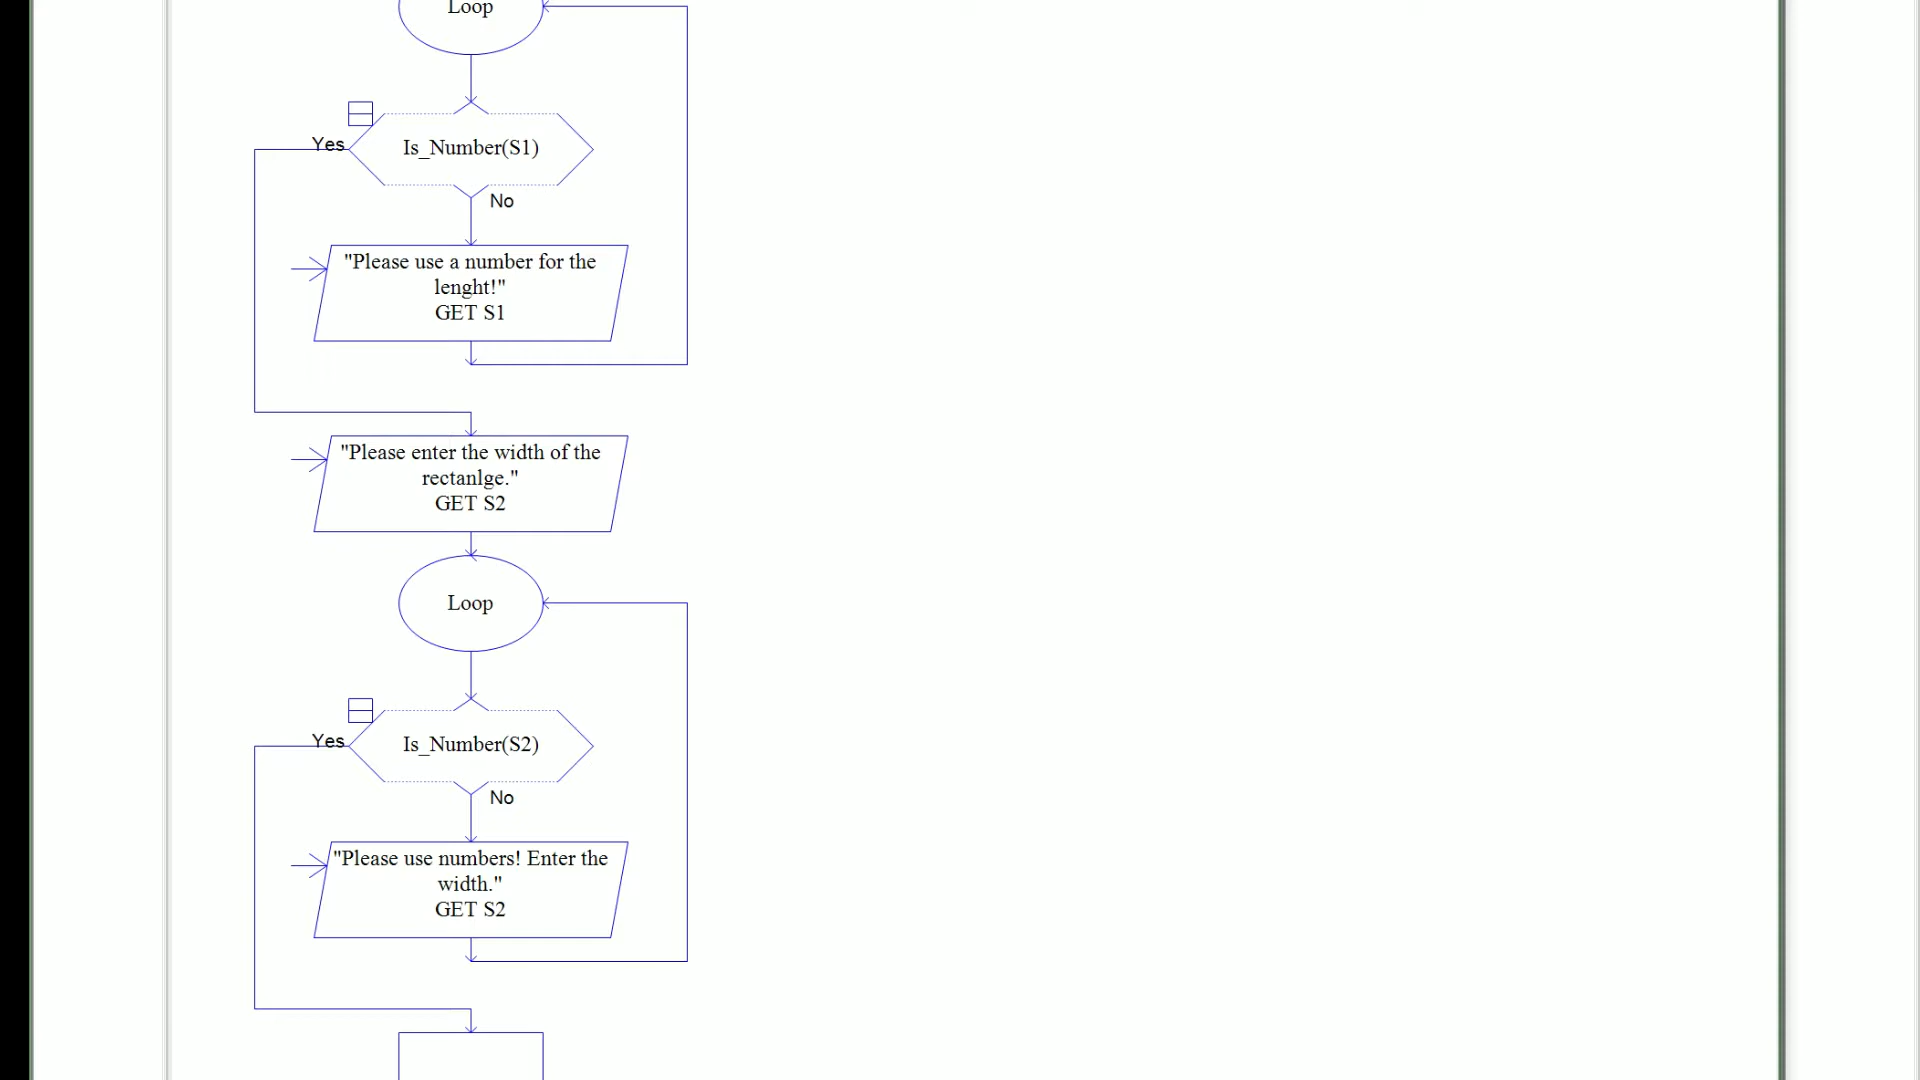 Loop
Yes
Is_Number(S1)
No
"Please use a number for the
lenght!"
GET S1
"Please enter the width of the
rectanlge."
GET S2
Loop
Yes
Is_Number(S2)
No
"Please use numbers! Enter the
width."
GET S2